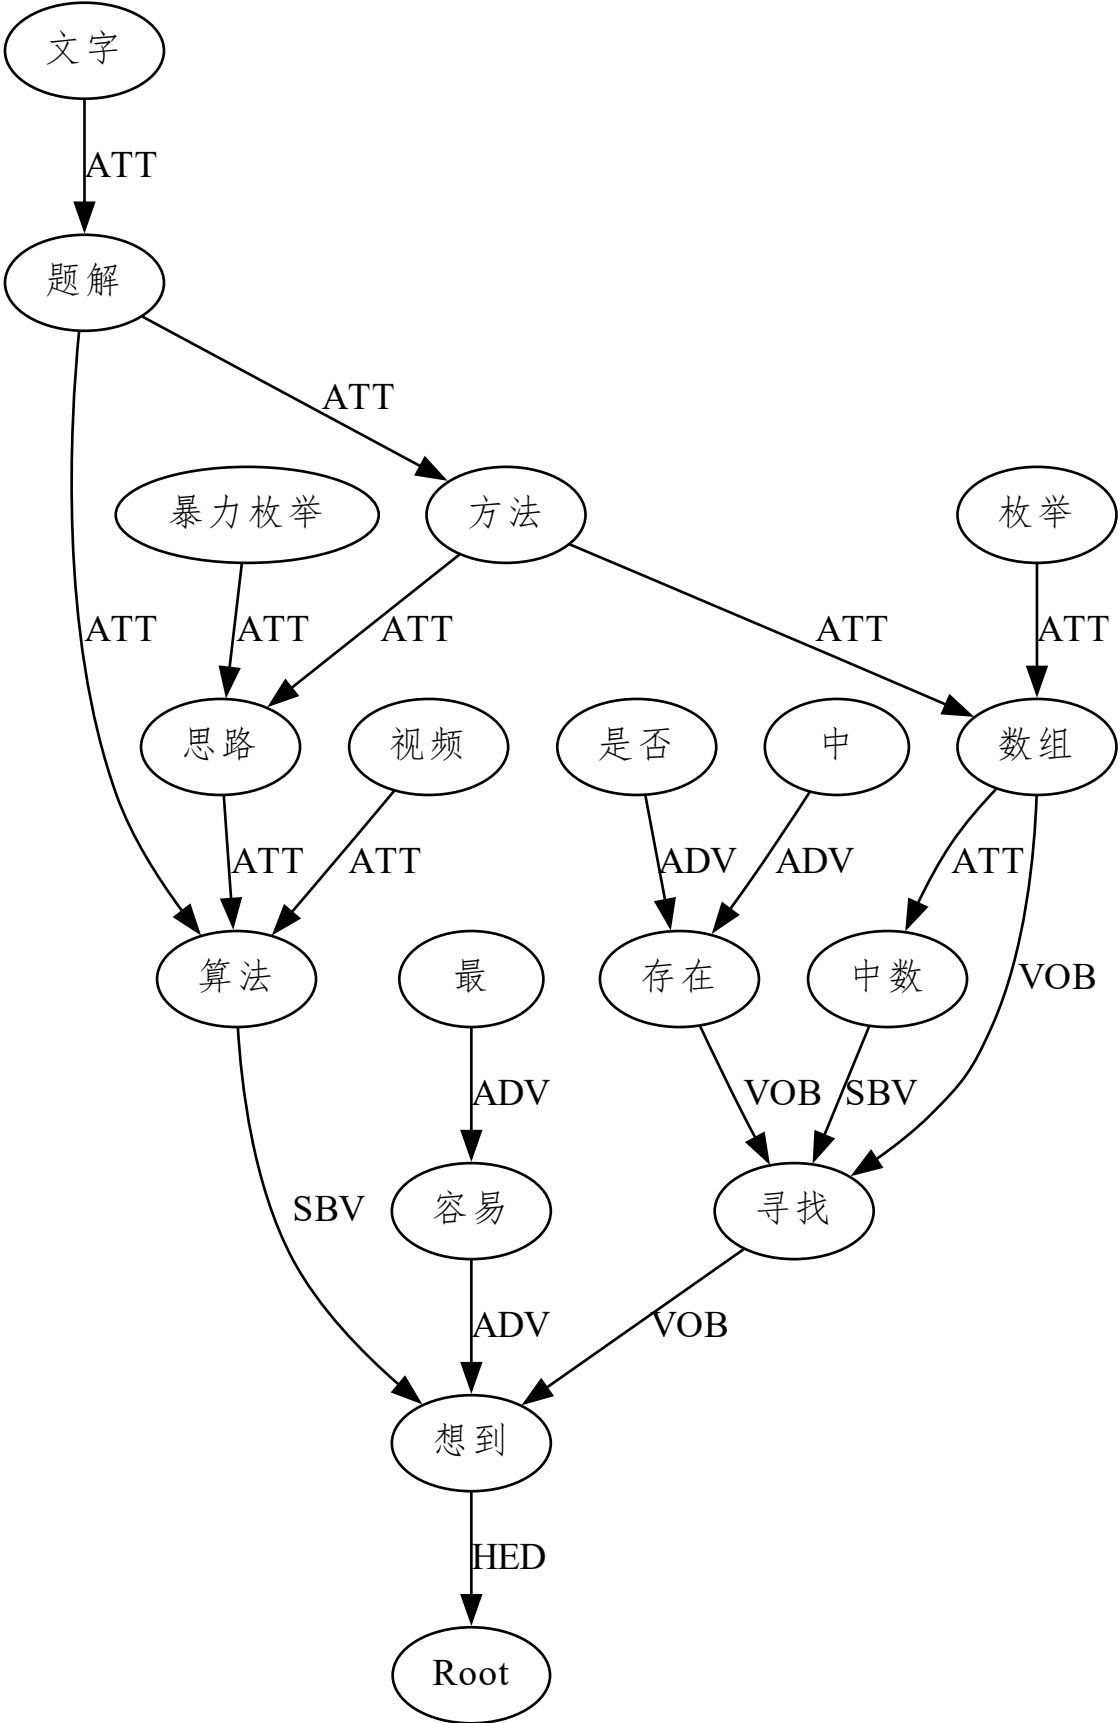 文字
ATT
题解
ATT
暴力枚举 方法 枚举
ATT ATT ATT ATT ATT
思路 视频 是否 中 数组
ATT ATT ADV ADV ATT
算法 最 存在 中数 VOB
ADV VOB SBV
SBV 容易 寻找
ADV VOB
想到
HED
Root